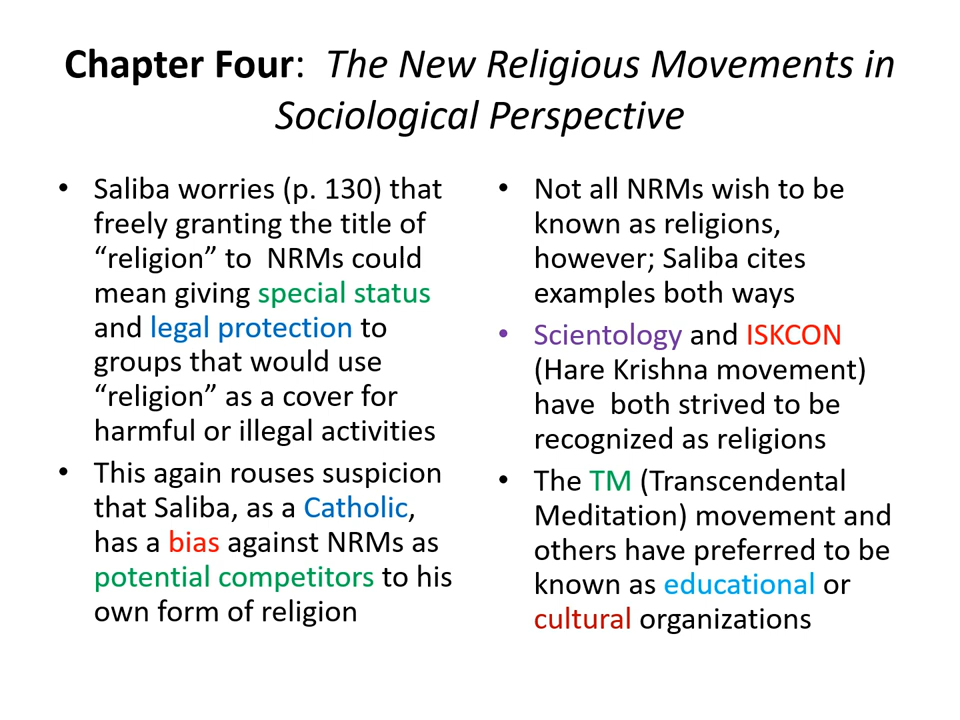 Chapter Four:  The New Religious Movements in
Sociological Perspective
• Saliba worries (p. 130) that
freely granting the title of
“religion” to  NRMs could
mean giving special status
and legal protection to
groups that would use
“religion” as a cover for
harmful or illegal activities
• This again rouses suspicion
that Saliba, as a Catholic,
has a bias against NRMs as
potential competitors to his
own form of religion
• Not all NRMs wish to be
known as religions,
however; Saliba cites
examples both ways
• Scientology and ISKCON
(Hare Krishna movement)
have  both strived to be
recognized as religions
• The TM (Transcendental
Meditation) movement and
others have preferred to be
known as educational or
cultural organizations